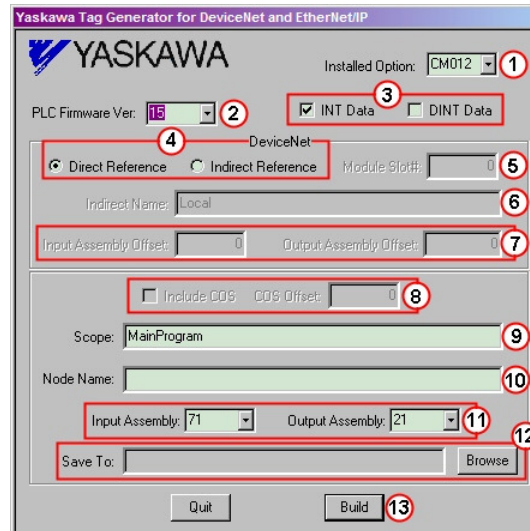 Yaskawa Tag Generator for DeviceNet and EtherNet/IP
YASKAWA
Installed Option: CM012 1
3
PLC Firmware Ver: 15 2
INT Data DINT Data
4
DeviceNet
Direct Reference Indirect Reference Module Slot#: 0 5
Indirect Name: Local 6
Input Assembly Offset: 0 Output Assembly Offset: 0 7
Include COS COS Offset: 0 8
Scope: MainProgram 9
Node Name: 10
Input Assembly: 71 Output Assembly: 21 11
12
Save To: Browse
Quit Build 13